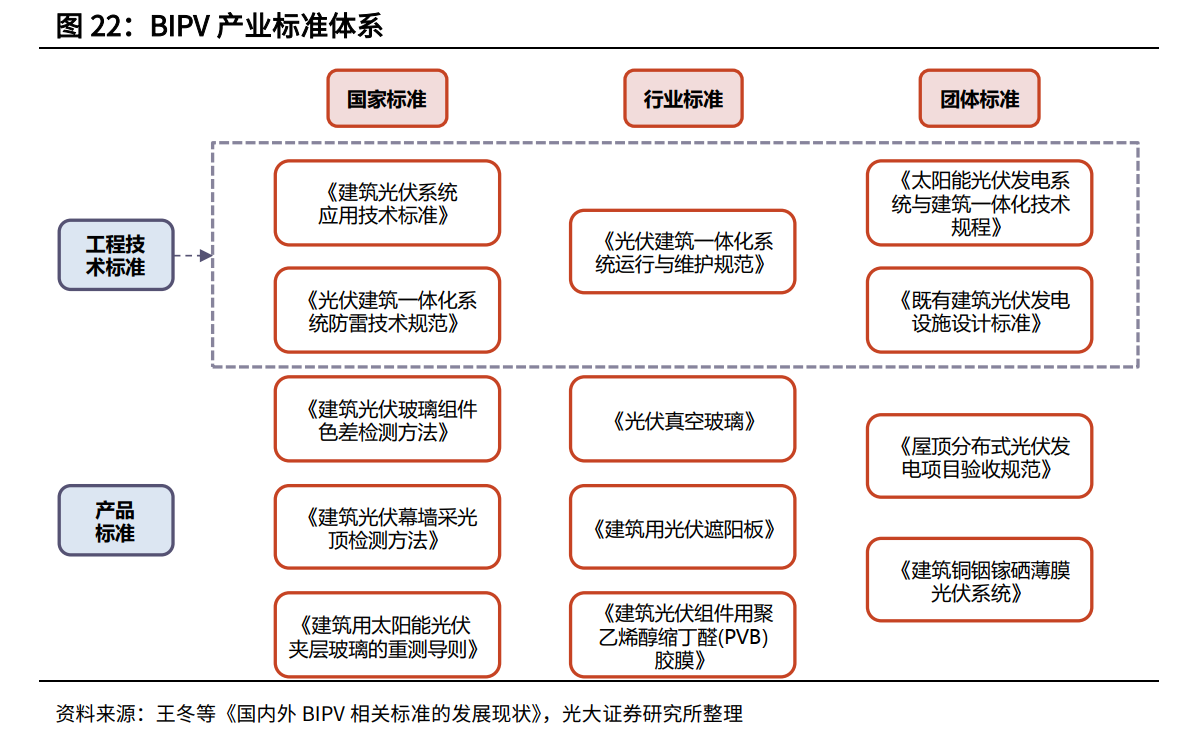 图 22：BIPV 产业标准体系
国家标准
行业标准
团体标准
工程技
术标准
《建筑光伏系统
应用技术标准》
《光伏建筑一体化系
统防雷技术规范》
《光伏建筑一体化系
统运行与维护规范》
《太阳能光伏发电系
统与建筑一体化技术
规程》
《既有建筑光伏发电
设施设计标准》
产品
标准
《建筑光伏玻璃组件
色差检测方法》
《建筑光伏幕墙采光
顶检测方法》
《建筑用太阳能光伏
夹层玻璃的重测导则》
《光伏真空玻璃》
《建筑用光伏遮阳板》
《建筑光伏组件用聚
乙烯醇缩丁醛(PVB)
胶膜》
《屋顶分布式光伏发
电项目验收规范》
《建筑铜铟镓硒薄膜
光伏系统》
资料来源：王冬等《国内外 BIPV 相关标准的发展现状》，光大证券研究所整理